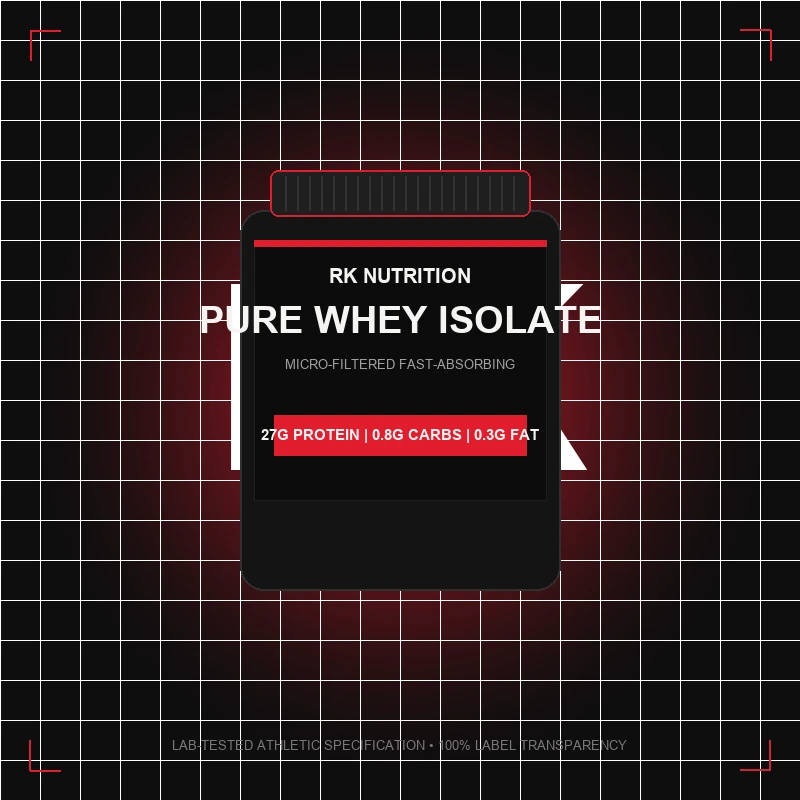 RK NUTRITION
PURE WHEY ISOLATE
MICRO-FILTERED FAST-ABSORBING
27G PROTEIN | 0.8G CARBS | 0.3G FAT
LAB-TESTED ATHLETIC SPECIFICATION • 100% LABEL TRANSPARENCY